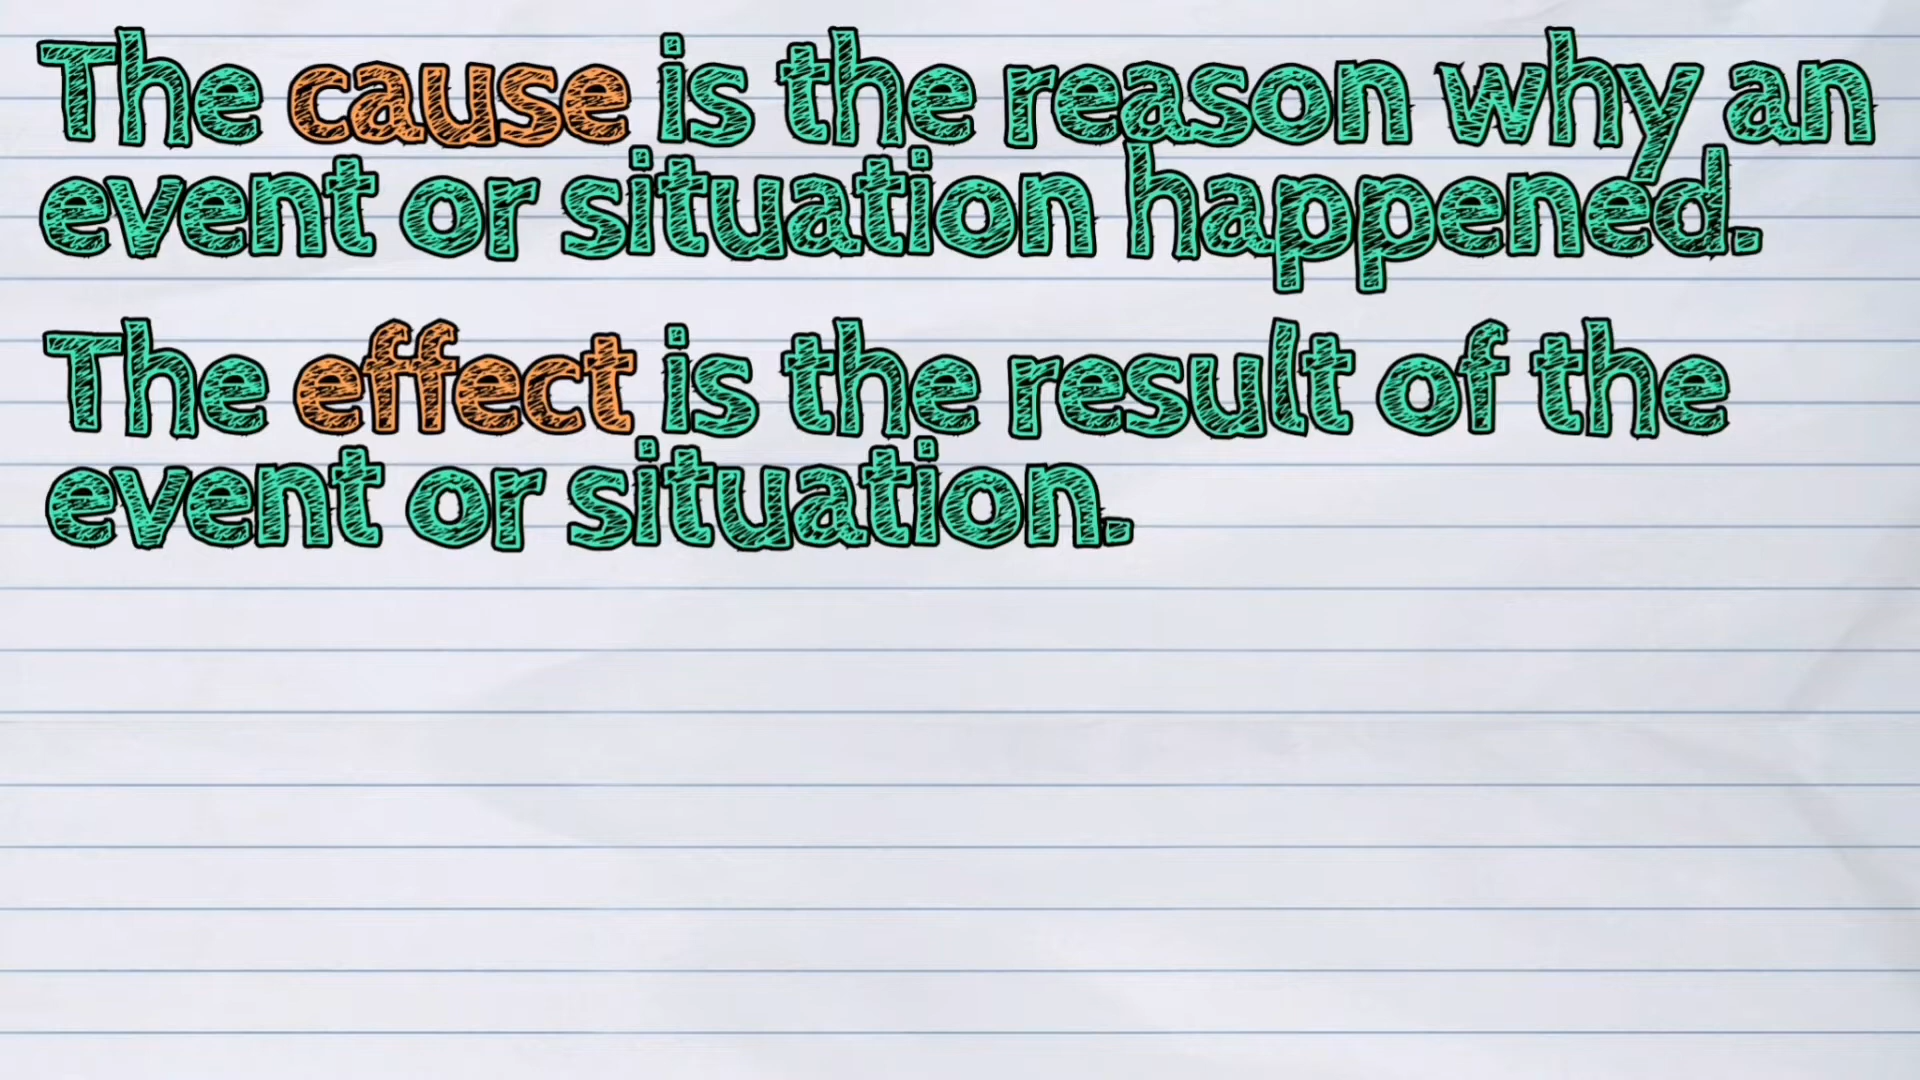 The cause is the reason why an
event or situation happened.
The effect is the result of the
event or situation.